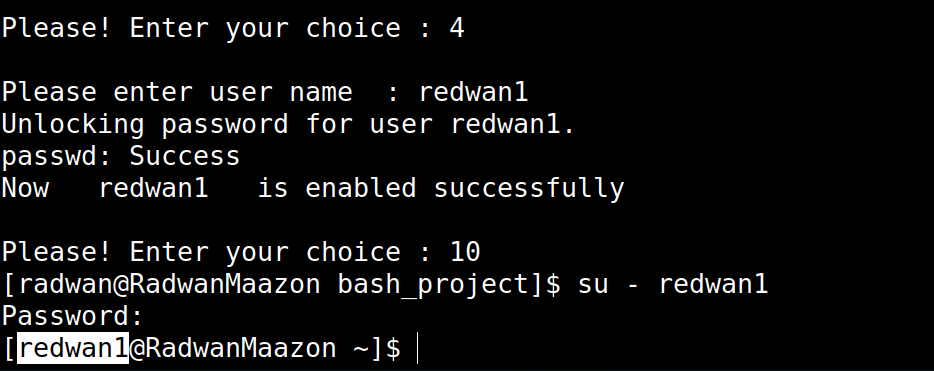 Please! Enter your choice : 4
Please enter user name  : redwan1
Unlocking password for user redwan1.
passwd: Success
Now   redwan1   is enabled successfully
Please! Enter your choice : 10
[radwan@RadwanMaazon bash_project]$ su - redwan1
Password:
[redwan1@RadwanMaazon ~]$